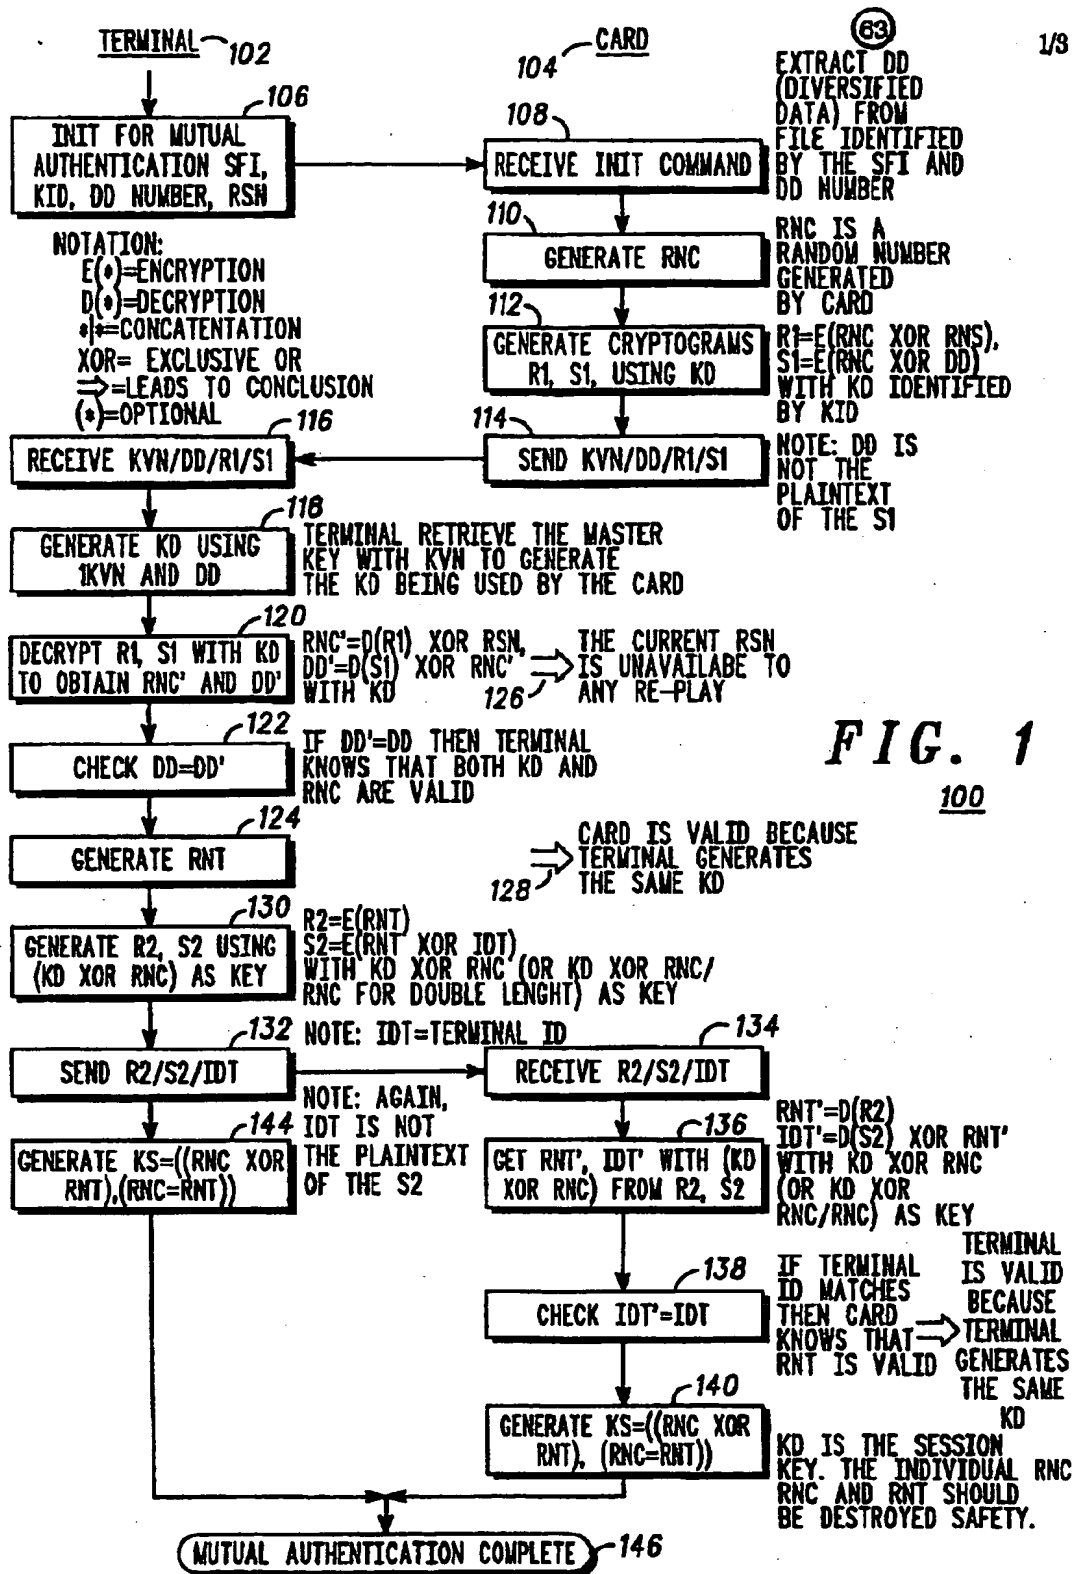 TERMINAL 102
104 CARD
63
1/3
106
INIT FOR MUTUAL
AUTHENTICATION SFI,
KID, DD NUMBER, RSN
108
RECEIVE INIT COMMAND
EXTRACT DD
(DIVERSIFIED
DATA) FROM
FILE IDENTIFIED
BY THE SFI AND
DD NUMBER
NOTATION:
E(*)=ENCRYPTION
D(*)=DECRYPTION
*|*=CONCATENTATION
XOR= EXCLUSIVE OR
⇒=LEADS TO CONCLUSION
(*)=OPTIONAL
110
GENERATE RNC
RNC IS A
RANDOM NUMBER
GENERATED
BY CARD
112
GENERATE CRYPTOGRAMS
R1, S1, USING KD
R1=E(RNC XOR RNS),
S1=E(RNC XOR DD)
WITH KD IDENTIFIED
BY KID
114
SEND KVN/DD/R1/S1
NOTE: DD IS
NOT THE
PLAINTEXT
OF THE S1
116
RECEIVE KVN/DD/R1/S1
118
GENERATE KD USING
1KVN AND DD
TERMINAL RETRIEVE THE MASTER
KEY WITH KVN TO GENERATE
THE KD BEING USED BY THE CARD
120
DECRYPT R1, S1 WITH KD
TO OBTAIN RNC' AND DD'
RNC'=D(R1) XOR RSN,
DD'=D(S1) XOR RNC'
WITH KD
126
THE CURRENT RSN
IS UNAVAILABE TO
ANY RE-PLAY
122
CHECK DD=DD'
IF DD'=DD THEN TERMINAL
KNOWS THAT BOTH KD AND
RNC ARE VALID
FIG. 1
100
124
GENERATE RNT
128
CARD IS VALID BECAUSE
TERMINAL GENERATES
THE SAME KD
130
GENERATE R2, S2 USING
(KD XOR RNC) AS KEY
R2=E(RNT)
S2=E(RNT XOR IDT)
WITH KD XOR RNC (OR KD XOR RNC/
RNC FOR DOUBLE LENGHT) AS KEY
132
SEND R2/S2/IDT
NOTE: IDT=TERMINAL ID
134
RECEIVE R2/S2/IDT
NOTE: AGAIN,
IDT IS NOT
THE PLAINTEXT
OF THE S2
144
GENERATE KS=((RNC XOR
RNT),(RNC=RNT))
136
GET RNT', IDT' WITH (KD
XOR RNC) FROM R2, S2
RNT'=D(R2)
IDT'=D(S2) XOR RNT'
WITH KD XOR RNC
(OR KD XOR
RNC/RNC) AS KEY
138
CHECK IDT'=IDT
IF TERMINAL
ID MATCHES
THEN CARD
KNOWS THAT
RNT IS VALID
TERMINAL
IS VALID
BECAUSE
TERMINAL
GENERATES
THE SAME
KD
140
GENERATE KS=((RNC XOR
RNT), (RNC=RNT))
KD IS THE SESSION
KEY. THE INDIVIDUAL RNC
RNC AND RNT SHOULD
BE DESTROYED SAFETY.
MUTUAL AUTHENTICATION COMPLETE 146